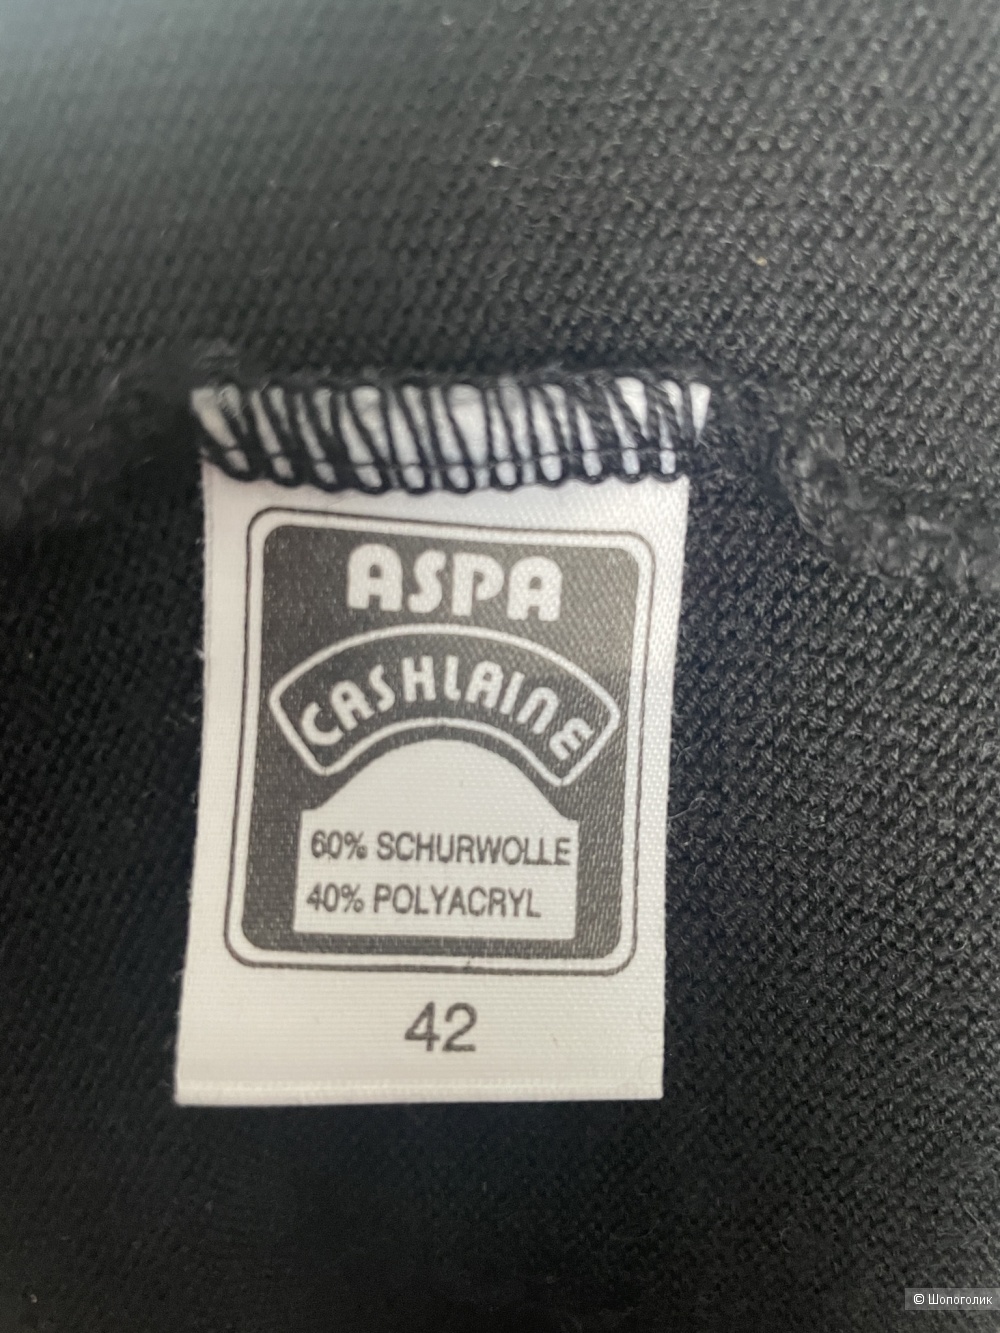 ASPA
CASHLAINE
60% SCHURWOLLE
40% POLYACRYL
42
© Шопоголик